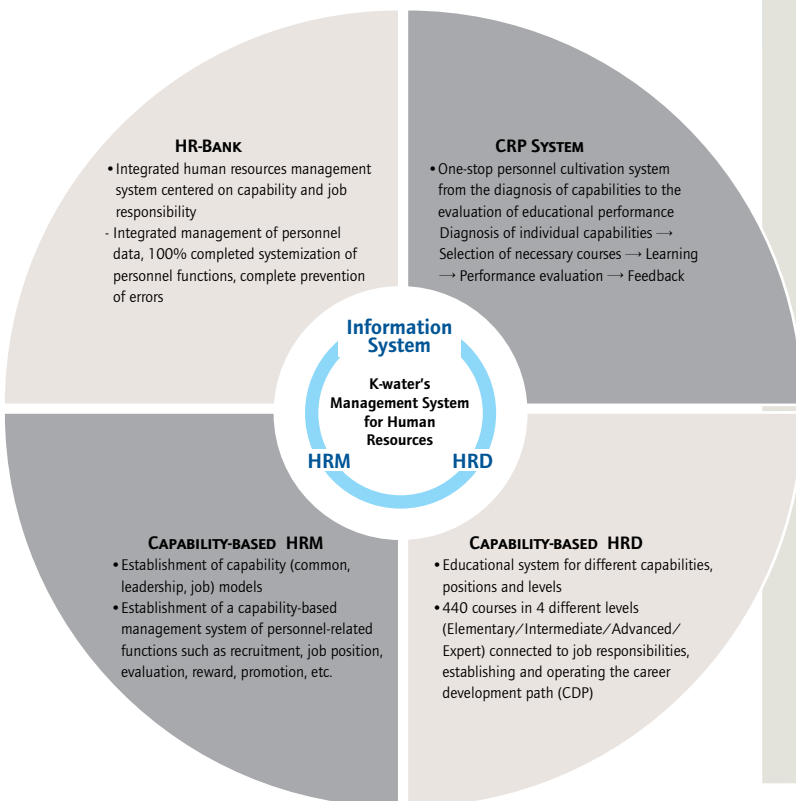 HR-BANK
• Integrated human resources management
system centered on capability and job
responsibility
- Integrated management of personnel
data, 100% completed systemization of
personnel functions, complete prevention
of errors
CRP SYSTEM
• One-stop personnel cultivation system
from the diagnosis of capabilities to the
evaluation of educational performance
Diagnosis of individual capabilities →
Selection of necessary courses → Learning
→ Performance evaluation → Feedback
Information
System
K-water's
Management System
for Human
Resources
HRM
HRD
CAPABILITY-BASED HRM
• Establishment of capability (common,
leadership, job) models
• Establishment of a capability-based
management system of personnel-related
functions such as recruitment, job position,
evaluation, reward, promotion, etc.
CAPABILITY-BASED HRD
• Educational system for different capabilities,
positions and levels
• 440 courses in 4 different levels
(Elementary/Intermediate/Advanced/
Expert) connected to job responsibilities,
establishing and operating the career
development path (CDP)